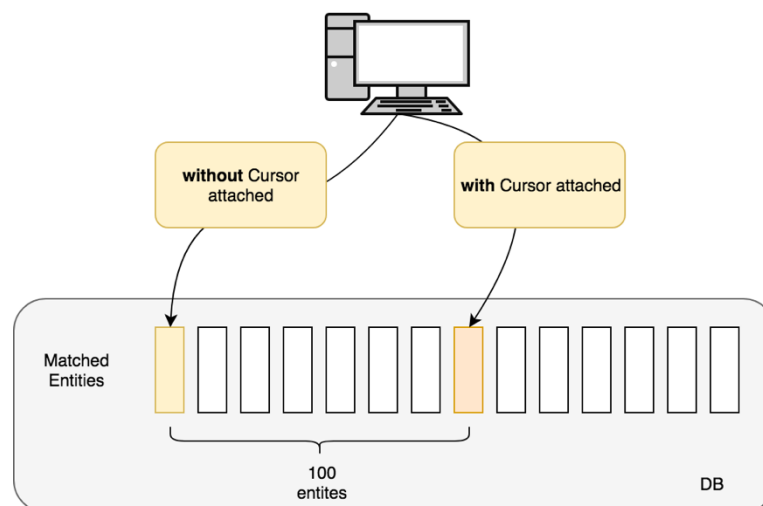 without Cursor
attached
with Cursor attached
Matched
Entities
100
entites
DB